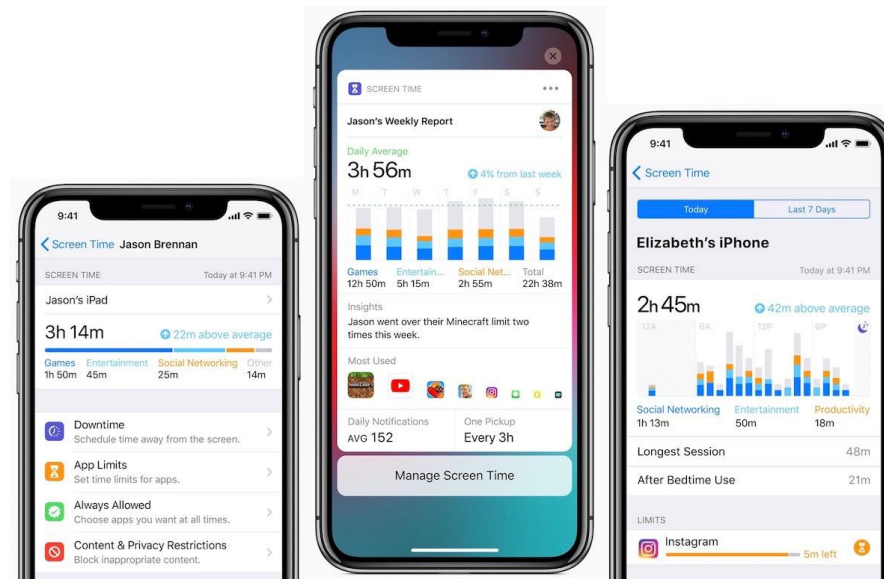 9:41
Screen Time Jason Brennan
SCREEN TIME Today at 9:41 PM
Jason's iPad
3h 14m 22m above average
Games Entertainment Social Networking Other
1h 50m 45m 25m 14m
Downtime
Schedule time away from the screen.
App Limits
Set time limits for apps.
Always Allowed
Choose apps you want at all times.
Content & Privacy Restrictions
Block inappropriate content.
SCREEN TIME
Jason's Weekly Report
Daily Average
3h 56m 4% from last week
M T W T F S S
Games Entertain... Social Net... Total
12h 50m 5h 15m 2h 55m 22h 38m
Insights
Jason went over their Minecraft limit two
times this week.
Most Used
Daily Notifications One Pickup
AVG 152 Every 3h
Manage Screen Time
9:41
Screen Time
Today Last 7 Days
Elizabeth's iPhone
SCREEN TIME Today at 9:41 PM
2h 45m 42m above average
12A 6A 12P 6P
Social Networking Entertainment Productivity
1h 13m 50m 18m
Longest Session 48m
After Bedtime Use 21m
LIMITS
Instagram
5m left